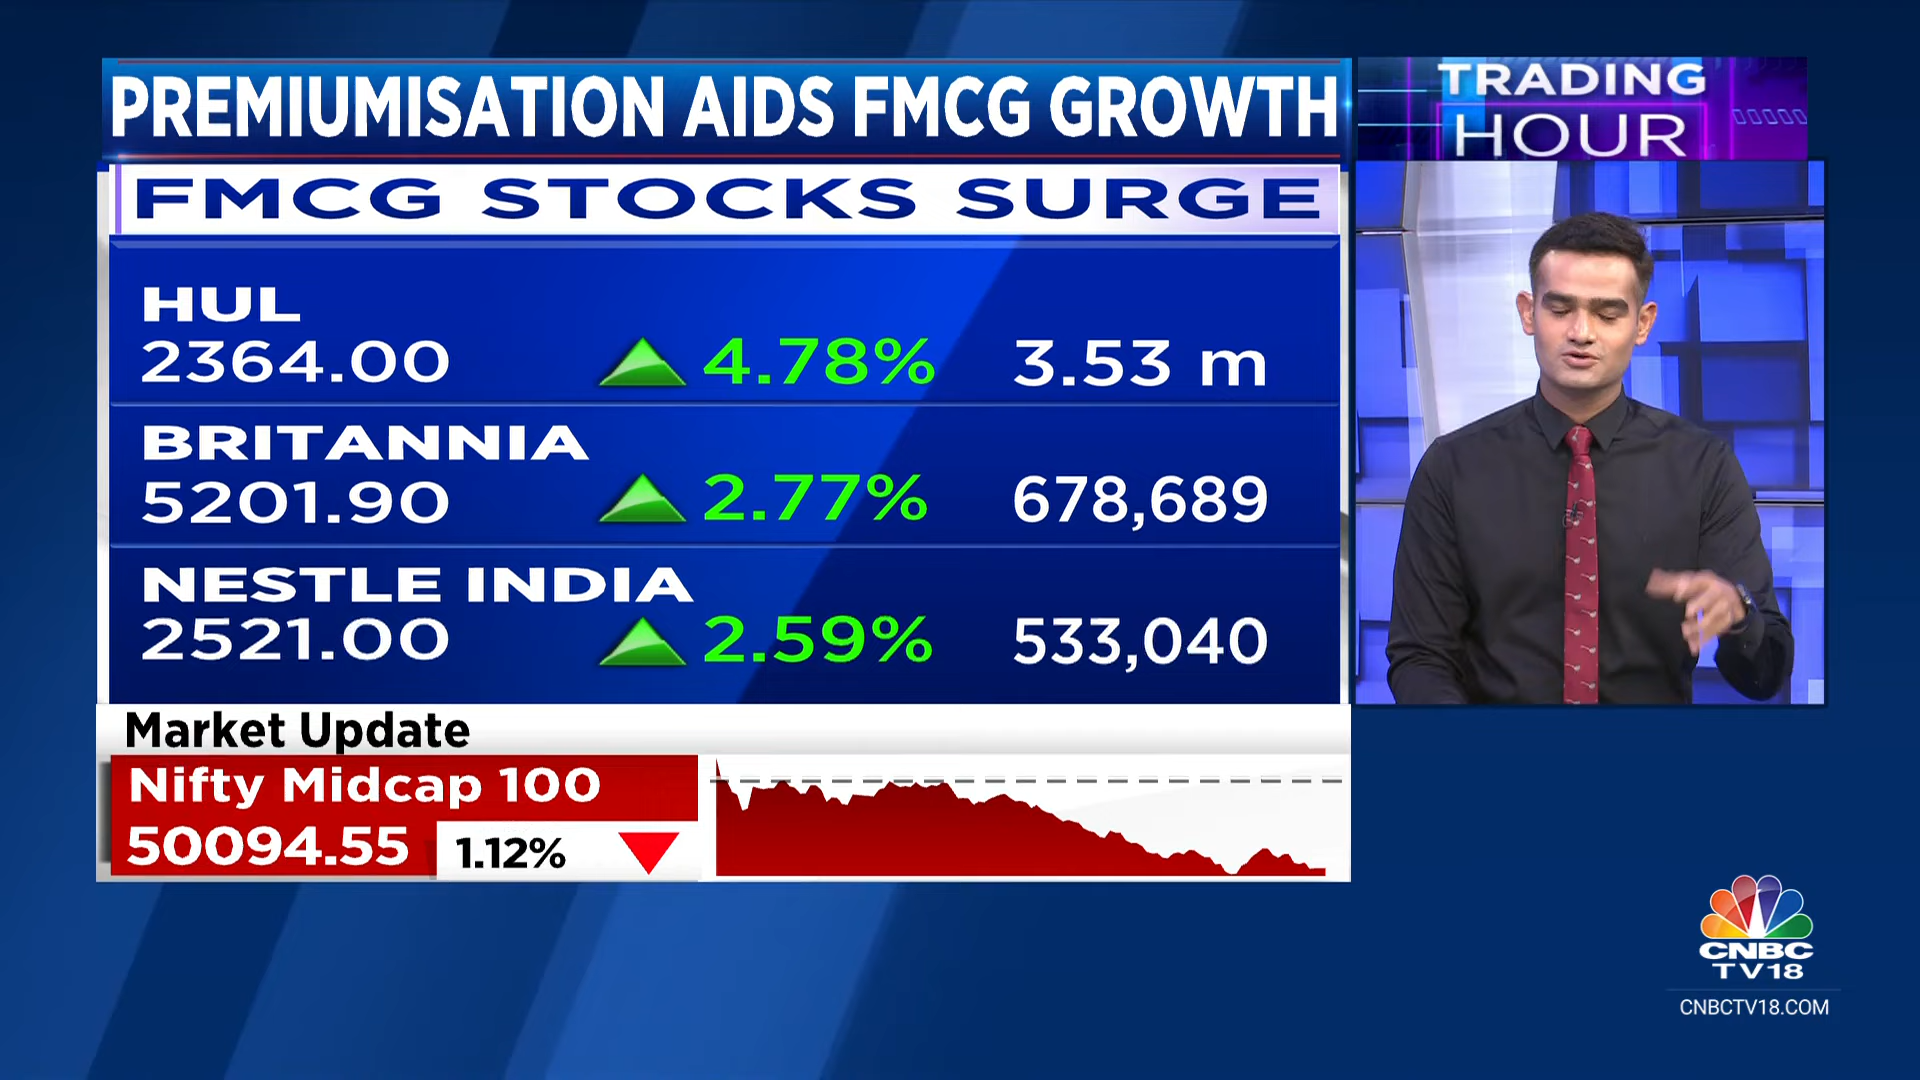 PREMIUMISATION AIDS FMCG GROWTH
TRADING
HOUR
FMCG STOCKS SURGE
HUL
2364.00 4.78% 3.53 m
BRITANNIA
5201.90 2.77% 678,689
NESTLE INDIA
2521.00 2.59% 533,040
Market Update
Nifty Midcap 100
50094.55 1.12%
CNBC
TV18
CNBCTV18.COM